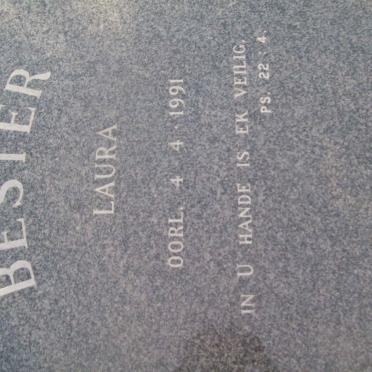 BESTER
LAURA
OORL. 4 · 4 · 1991
IN U HANDE IS EK VEILIG.
PS. 22 : 4.